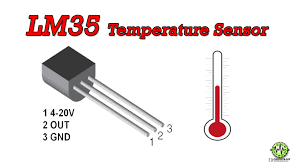 LM35 Temperature Sensor
1 4-20V
2 OUT
3 GND
1 2 3